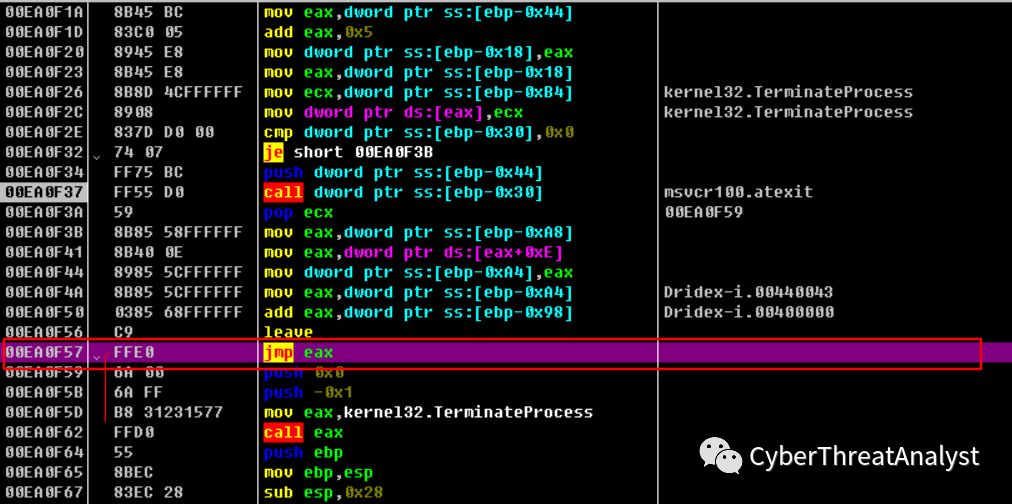 00EA0F1A 8B45 BC mov eax,dword ptr ss:[ebp-0x44]
00EA0F1D 83C0 05 add eax,0x5
00EA0F20 8945 E8 mov dword ptr ss:[ebp-0x18],eax
00EA0F23 8B45 E8 mov eax,dword ptr ss:[ebp-0x18]
00EA0F26 8B8D 4CFFFFFF mov ecx,dword ptr ss:[ebp-0xB4] kernel32.TerminateProcess
00EA0F2C 8908 mov dword ptr ds:[eax],ecx kernel32.TerminateProcess
00EA0F2E 837D D0 00 cmp dword ptr ss:[ebp-0x30],0x0
00EA0F32 74 07 je short 00EA0F3B
00EA0F34 FF75 BC push dword ptr ss:[ebp-0x44]
00EA0F37 FF55 D0 call dword ptr ss:[ebp-0x30] msvcr100.atexit
00EA0F3A 59 pop ecx 00EA0F59
00EA0F3B 8B85 58FFFFFF mov eax,dword ptr ss:[ebp-0xA8]
00EA0F41 8B40 0E mov eax,dword ptr ds:[eax+0xE]
00EA0F44 8985 5CFFFFFF mov dword ptr ss:[ebp-0xA4],eax
00EA0F4A 8B85 5CFFFFFF mov eax,dword ptr ss:[ebp-0xA4] Dridex-i.00440043
00EA0F50 0385 68FFFFFF add eax,dword ptr ss:[ebp-0x98] Dridex-i.00400000
00EA0F56 C9 leave
00EA0F57 FFE0 jmp eax
00EA0F59 6A 00 push 0x0
00EA0F5B 6A FF push -0x1
00EA0F5D B8 31231577 mov eax,kernel32.TerminateProcess
00EA0F62 FFD0 call eax
00EA0F64 55 push ebp
00EA0F65 8BEC mov ebp,esp
00EA0F67 83EC 28 sub esp,0x28
CyberThreatAnalyst